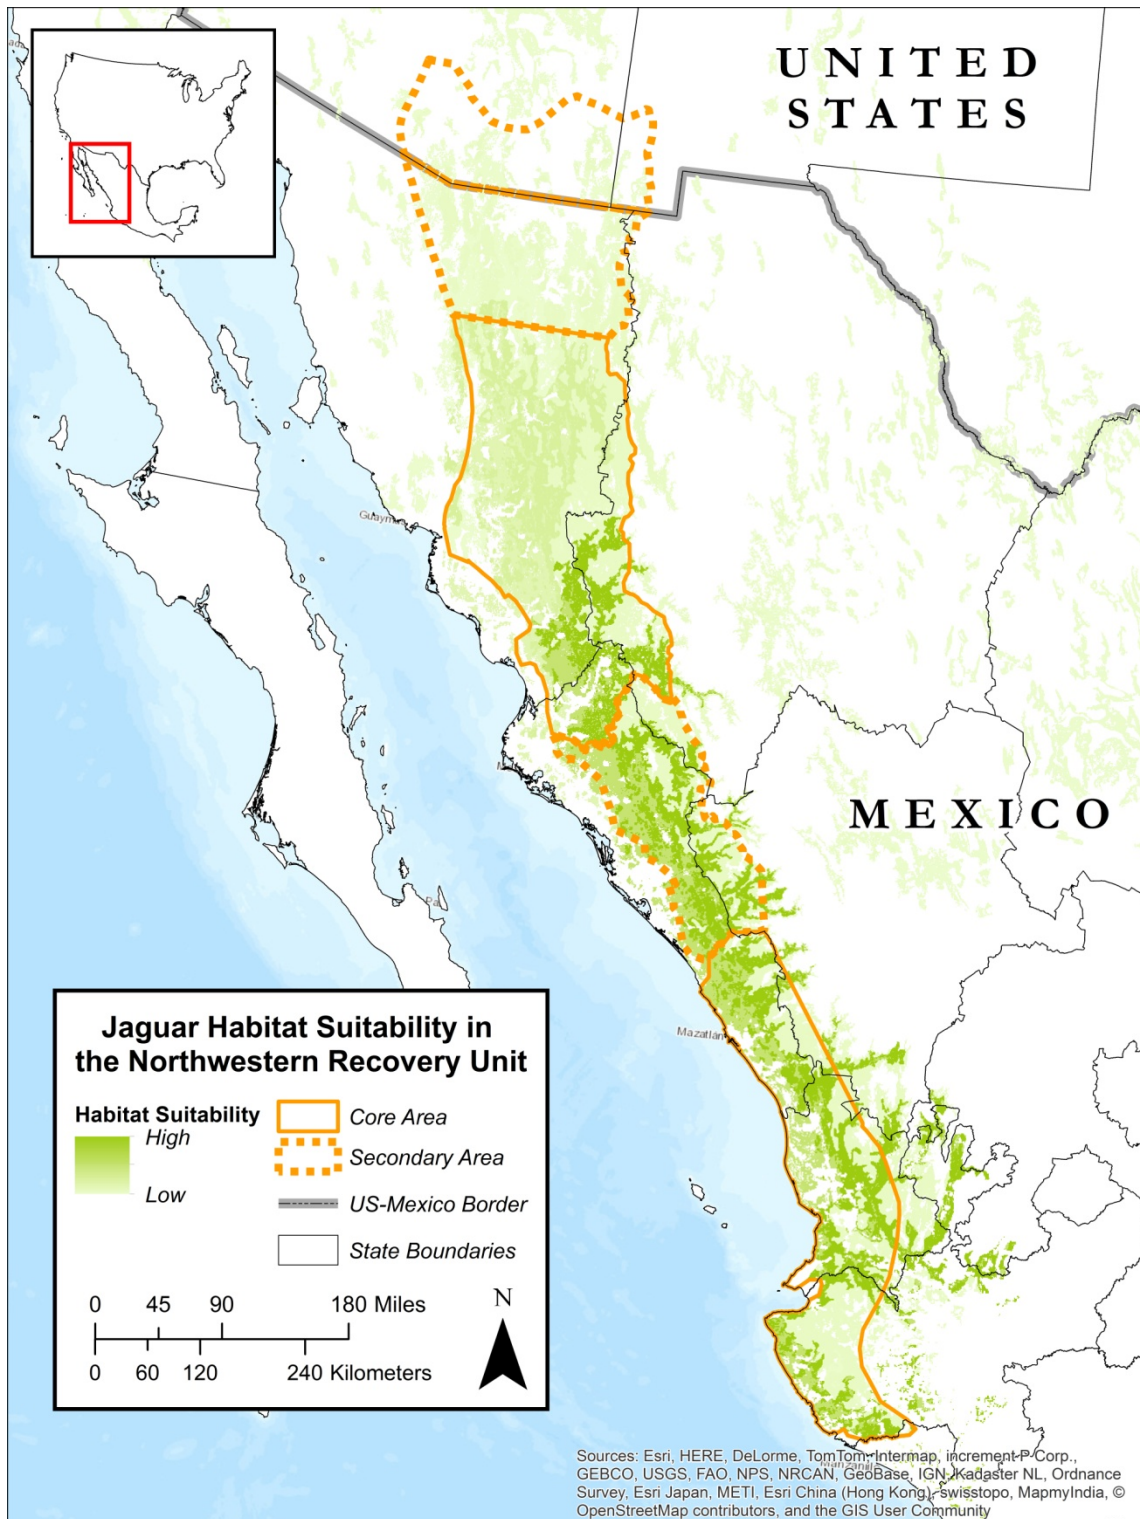 UNITED
STATES
Guaymas
MEXICO
Mazatlán
Jaguar Habitat Suitability in
the Northwestern Recovery Unit
Habitat Suitability
High
Low
Core Area
Secondary Area
US-Mexico Border
State Boundaries
0 45 90 180 Miles
0 60 120 240 Kilometers
N
Manzanillo
Sources: Esri, HERE, DeLorme, TomTom, Intermap, increment P Corp.,
GEBCO, USGS, FAO, NPS, NRCAN, GeoBase, IGN, Kadaster NL, Ordnance
Survey, Esri Japan, METI, Esri China (Hong Kong), swisstopo, MapmyIndia, ©
OpenStreetMap contributors, and the GIS User Community